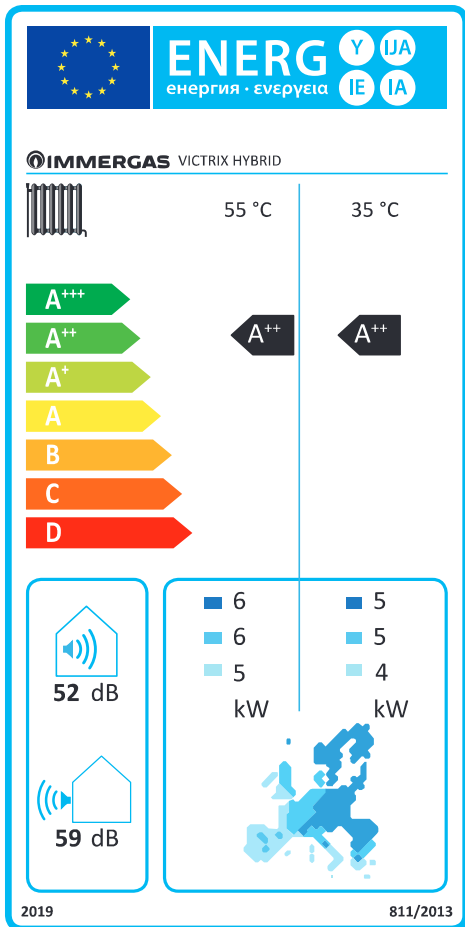 ENERG
енергия · ενεργεια
Y
IJA
IE
IA
IMMERGAS VICTRIX HYBRID
55 °C
35 °C
A+++
A++
A+
A
B
C
D
A++
A++
52 dB
59 dB
6
6
5
kW
5
5
4
kW
2019
811/2013